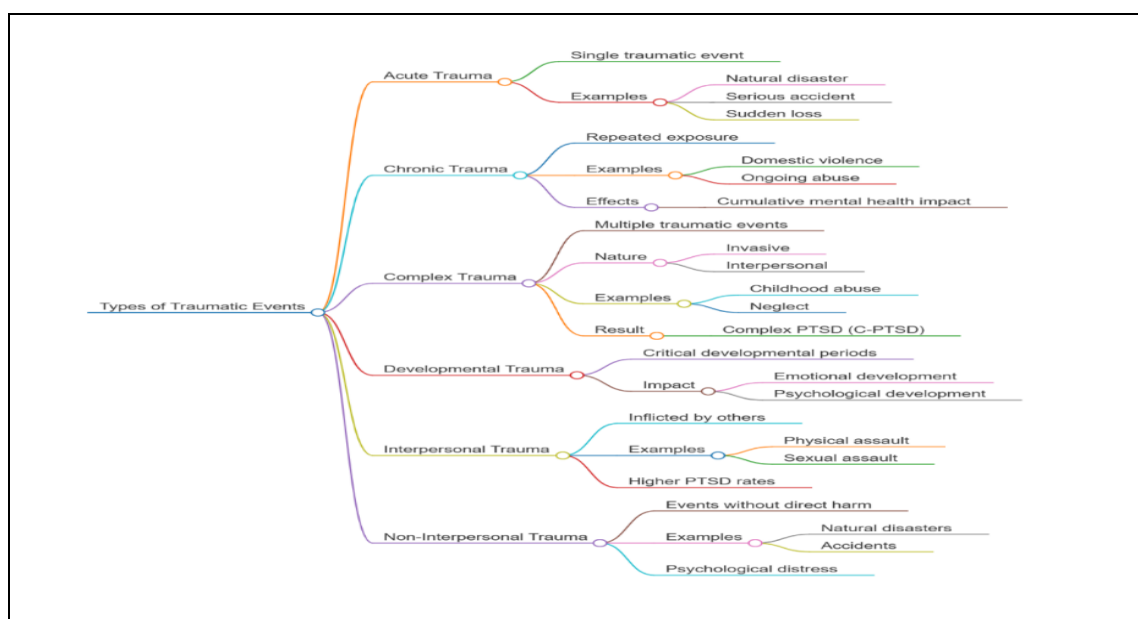 Types of Traumatic Events
Acute Trauma
Single traumatic event
Examples
Natural disaster
Serious accident
Sudden loss
Chronic Trauma
Repeated exposure
Examples
Domestic violence
Ongoing abuse
Effects
Cumulative mental health impact
Complex Trauma
Multiple traumatic events
Nature
Invasive
Interpersonal
Examples
Childhood abuse
Neglect
Result
Complex PTSD (C-PTSD)
Developmental Trauma
Critical developmental periods
Impact
Emotional development
Psychological development
Interpersonal Trauma
Inflicted by others
Examples
Physical assault
Sexual assault
Higher PTSD rates
Non-Interpersonal Trauma
Events without direct harm
Examples
Natural disasters
Accidents
Psychological distress